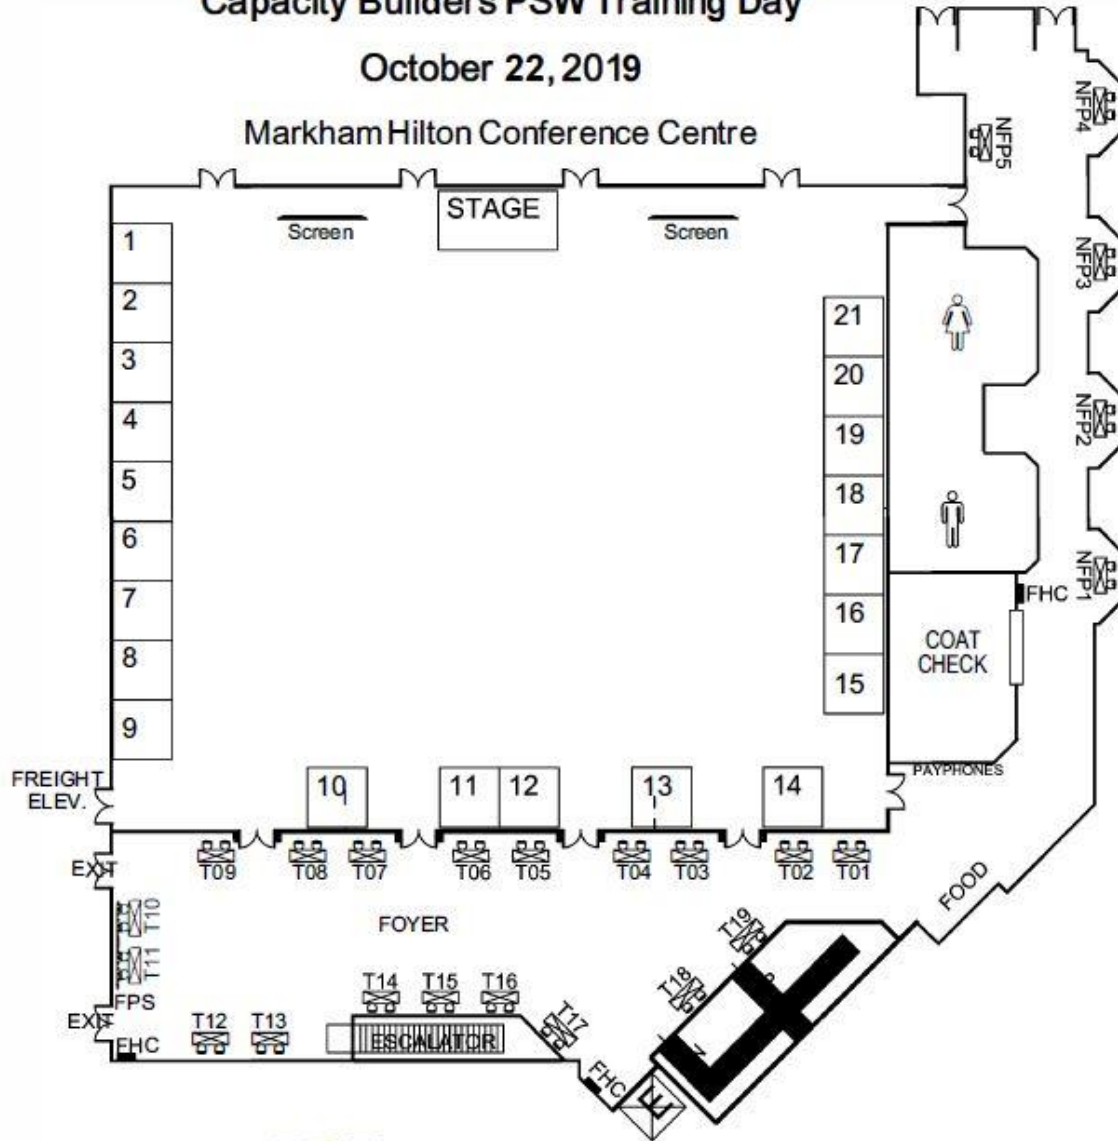 Capacity Builders PSW Training Day
October 22, 2019
Markham Hilton Conference Centre
NFP4
NFP5
STAGE
Screen
Screen
1
2
3
4
5
6
7
8
9
NFP3
21
20
19
18
17
16
15
NFP2
NFP1
FHC
COAT
CHECK
PAYPHONES
FREIGHT
ELEV.
10
11
12
13
14
EXIT
T09
T08
T07
T06
T05
T04
T03
T02
T01
FOOD
T10
T11
FOYER
T19
T18
FPS
EXIT
FHC
T12
T13
T14
T15
T16
T17
ESCALATOR
FHC
E